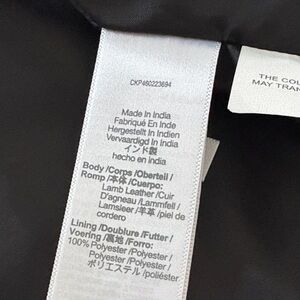 CKP460223694
Made In India
Fabriqué En Inde
Hergestellt In Indien
Vervaardigd In India
インド製
hecho en india
Body /Corps /Oberteil /
Romp /本体 /Cuerpo:
Lamb Leather /Cuir
D'agneau /Lammfell /
Lamsleer /羊革 /piel de
cordero
Lining /Doublure /Futter /
Voering /裏地 /Forro:
100% Polyester /Polyester /
Polyester /Polyester /
ポリエステル /poliéster
THE COL
MAY TRAN